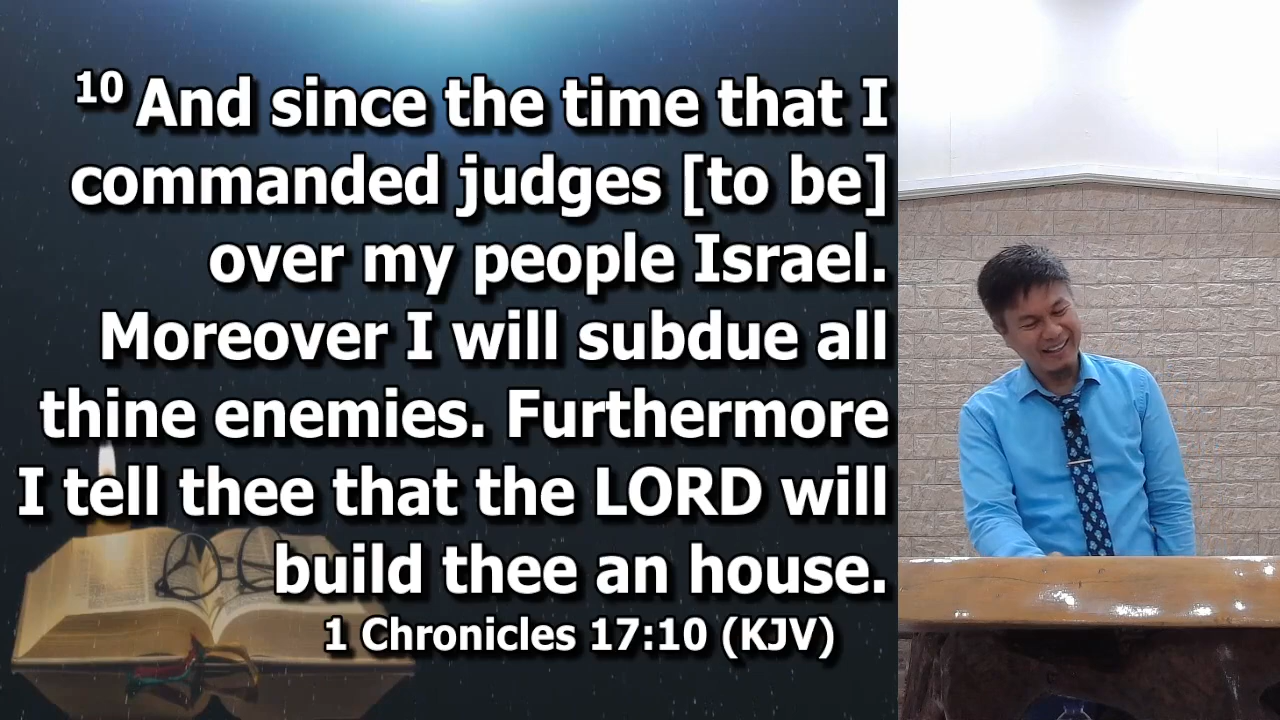 10 And since the time that I
commanded judges [to be]
over my people Israel.
Moreover I will subdue all
thine enemies. Furthermore
I tell thee that the LORD will
build thee an house.
1 Chronicles 17:10 (KJV)